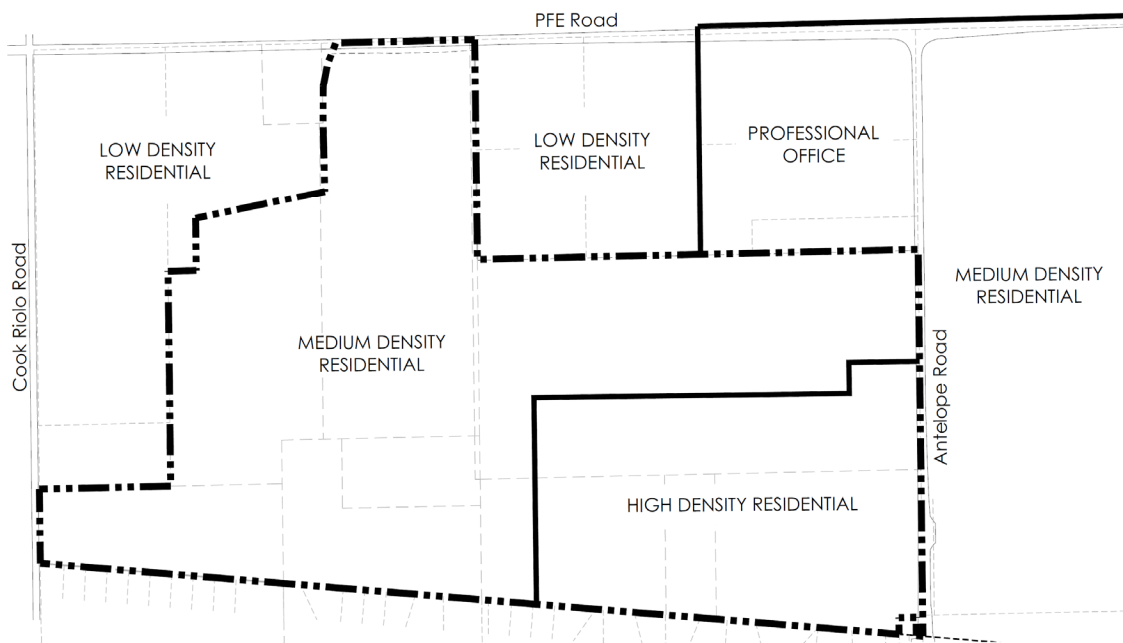 PFE Road
LOW DENSITY
RESIDENTIAL
LOW DENSITY
RESIDENTIAL
PROFESSIONAL
OFFICE
Cook Riolo Road
MEDIUM DENSITY
RESIDENTIAL
MEDIUM DENSITY
RESIDENTIAL
Antelope Road
HIGH DENSITY RESIDENTIAL